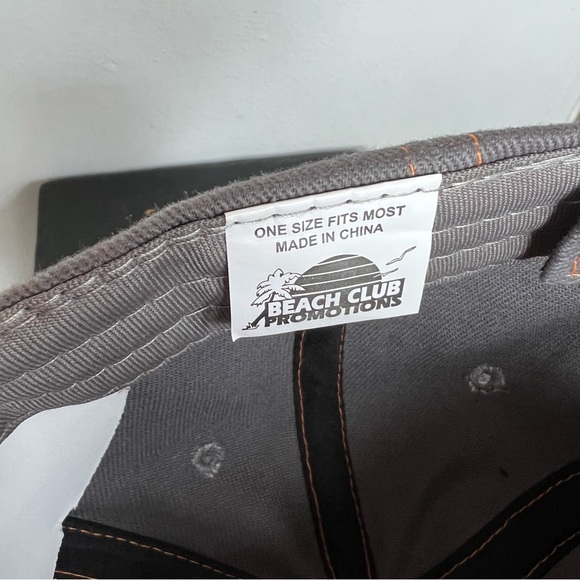 ONE SIZE FITS MOST
MADE IN CHINA
BEACH CLUB
PROMOTIONS